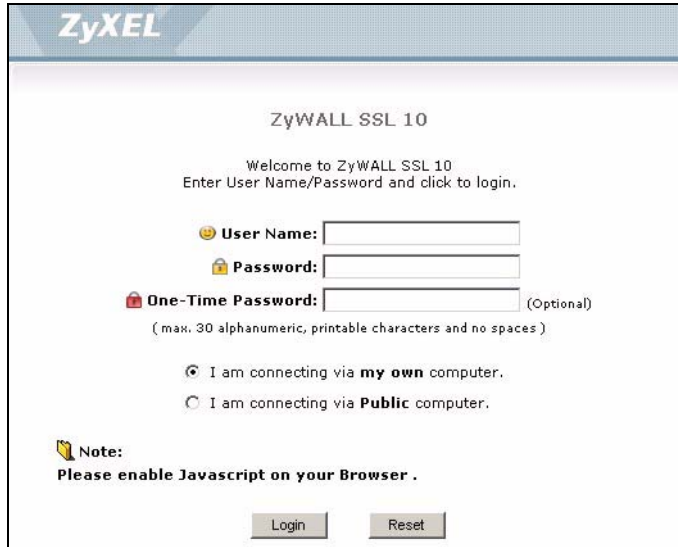 ZyXEL
ZyWALL SSL 10
Welcome to ZyWALL SSL 10
Enter User Name/Password and click to login.
User Name:
Password:
One-Time Password: (Optional)
( max. 30 alphanumeric, printable characters and no spaces )
I am connecting via my own computer.
I am connecting via Public computer.
Note:
Please enable Javascript on your Browser .
Login Reset